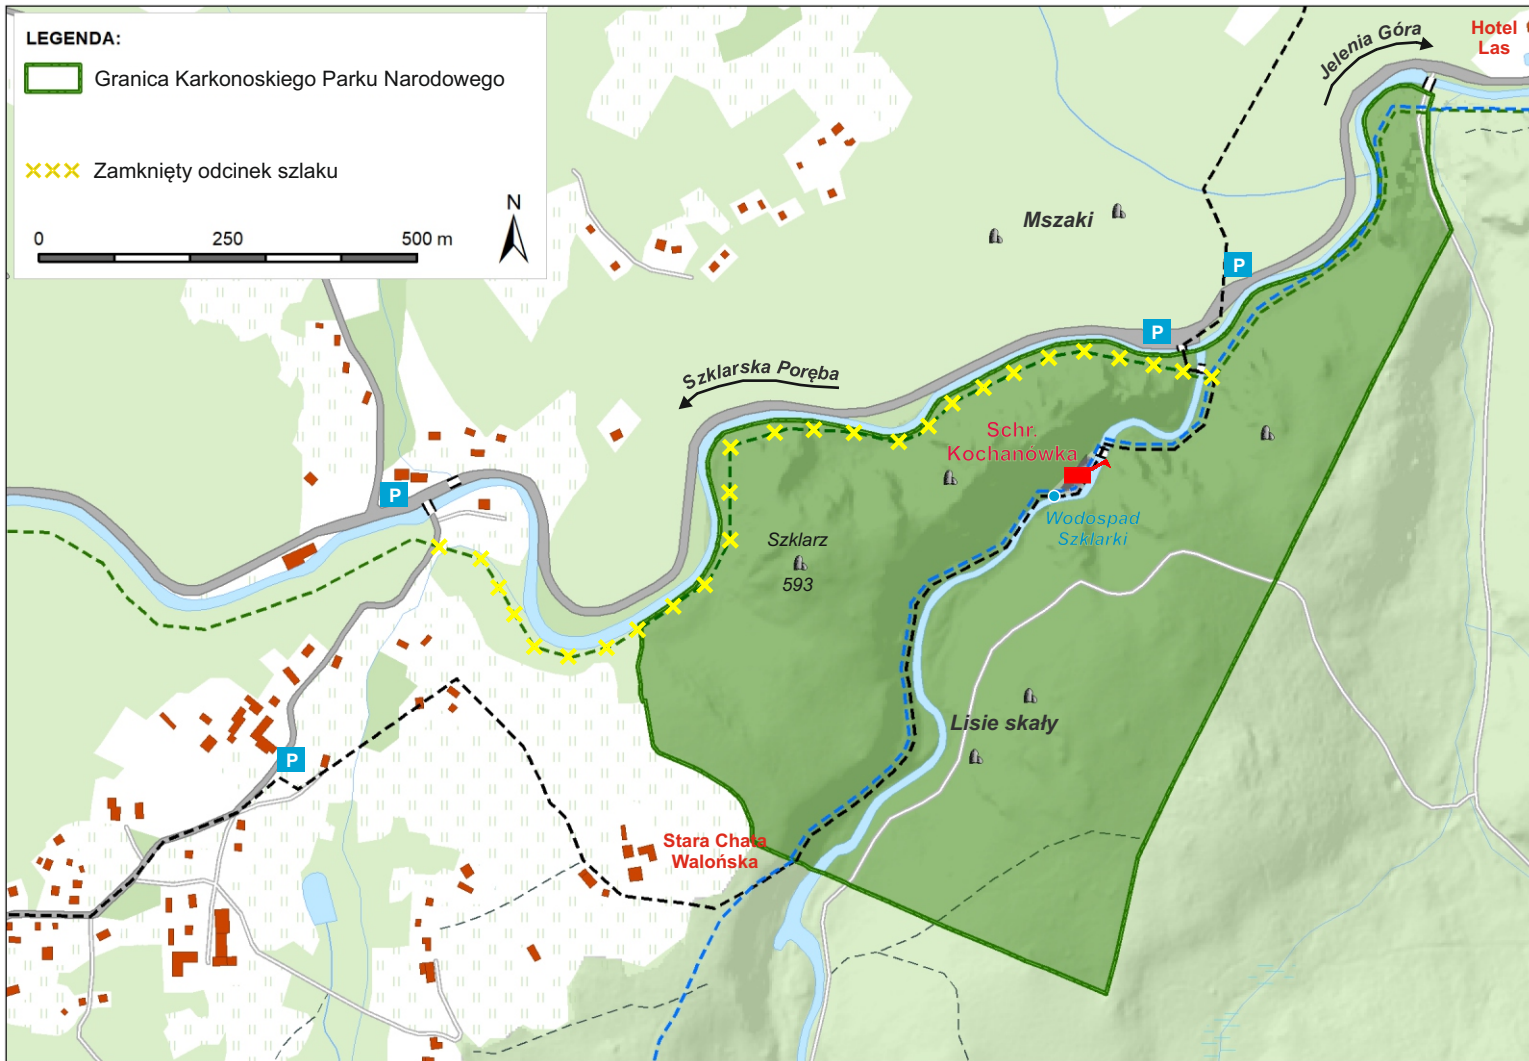 LEGENDA:
Granica Karkonoskiego Parku Narodowego
Zamknięty odcinek szlaku
N
0 250 500 m
Jelenia Góra
Hotel
Las
Mszaki
P
P
Szklarska Poręba
Schr.
Kochanówka
P
Wodospad
Szklarki
Szklarz
593
Lisie skały
P
Stara Chata
Walońska